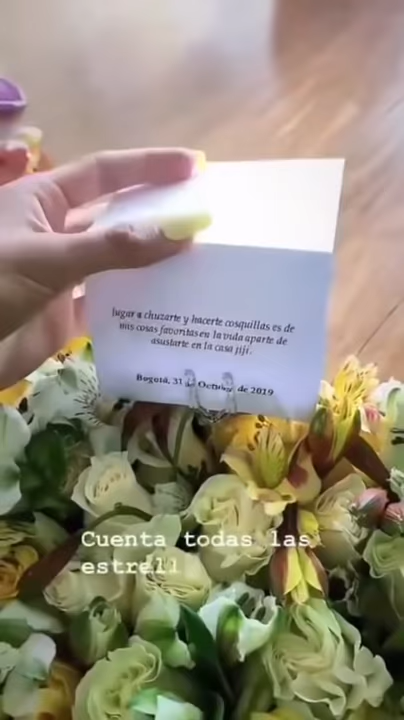 Jugar a chuzarte y hacerte cosquillas es de
mis cosas favoritas en la vida aparte de
asustarte en la casa jiji.
Bogotá, 31 de Octubre de 2019
Cuenta todas las
estrell